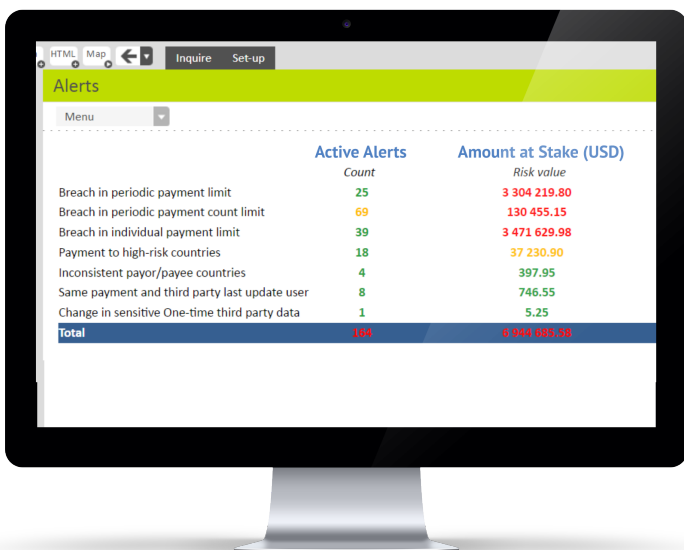 HTML Map Inquire Set-up
Alerts
Menu
Active Alerts Amount at Stake (USD)
Count Risk value
Breach in periodic payment limit 25 3 304 219.80
Breach in periodic payment count limit 69 130 455.15
Breach in individual payment limit 39 3 471 629.98
Payment to high-risk countries 18 37 230.90
Inconsistent payor/payee countries 4 397.95
Same payment and third party last update user 8 746.55
Change in sensitive One-time third party data 1 5.25
Total 164 6 944 685.58